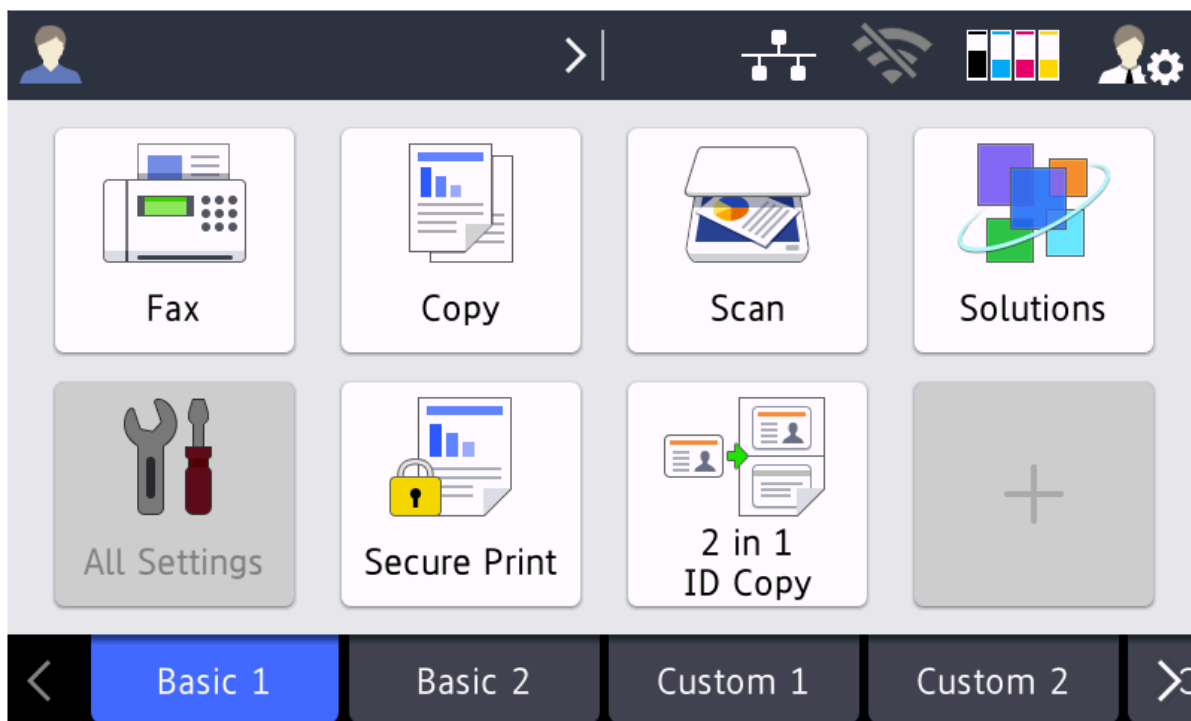 Fax
Copy
Scan
Solutions
All Settings
Secure Print
2 in 1
ID Copy
Basic 1
Basic 2
Custom 1
Custom 2